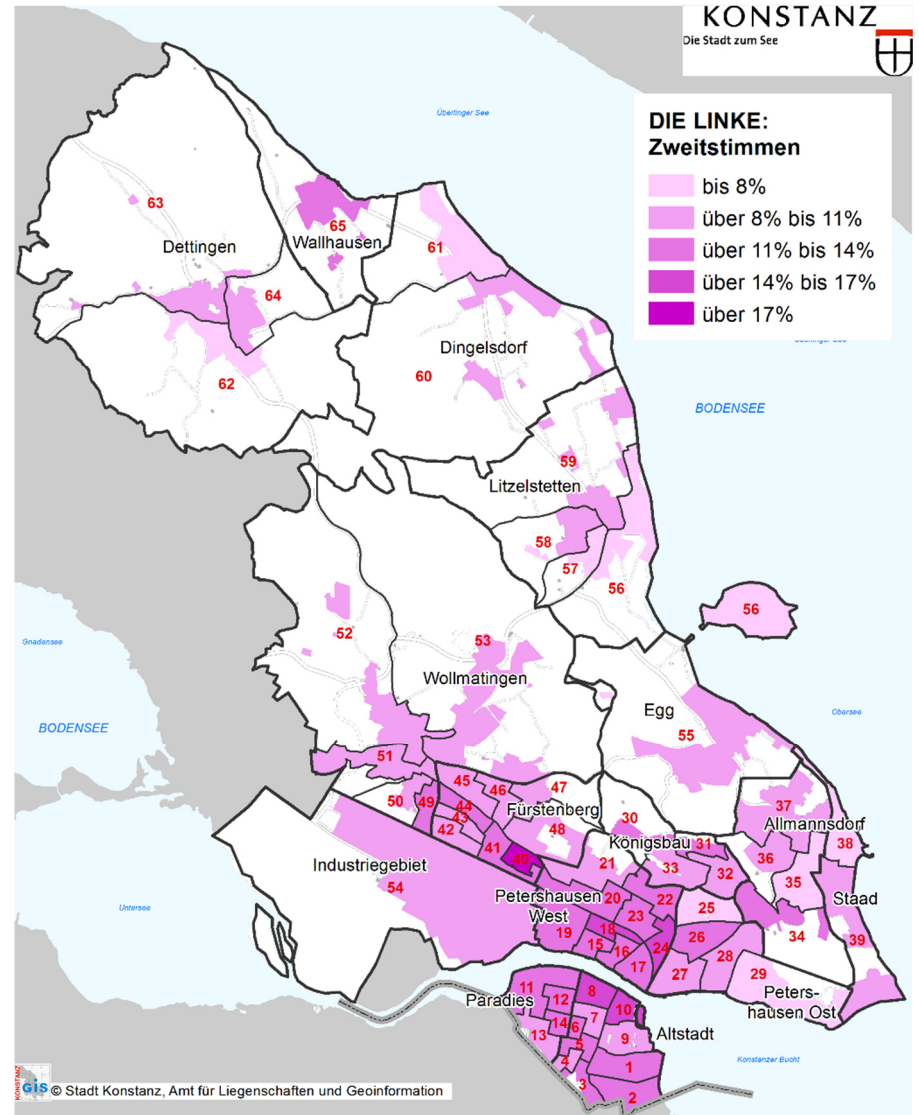 KONSTANZ
Die Stadt zum See
Überlinger See
DIE LINKE:
Zweitstimmen
bis 8%
über 8% bis 11%
über 11% bis 14%
über 14% bis 17%
über 17%
63
65
61
Dettingen
Wallhausen
64
Überlinger See
Dingelsdorf
60
62
BODENSEE
59
Litzelstetten
58
57
56
56
52
53
Gnadensee
Wollmatingen
Egg
Obersee
BODENSEE
55
51
45
46
47
37
50
49
44
Fürstenberg
30
Allmannsdorf
43
42
48
Königsbau
31
38
41
40
21
33
32
36
Industriegebiet
35
54
Petershausen
West
20
22
25
Staad
Untersee
19
18
23
26
34
39
15
16
24
28
17
27
29
Peters-
hausen Ost
11
8
Paradies
12
10
7
14
6
13
9
Altstadt
5
4
1
3
2
Konstanzer Bucht
KONSTANZ
GIS
© Stadt Konstanz, Amt für Liegenschaften und Geoinformation